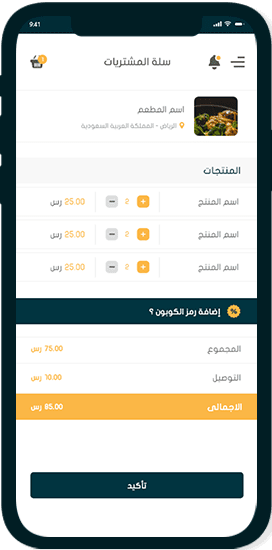 9:41
سلة المشتريات
اسم المطعم
الرياض - المملكة العربية السعودية
المنتجات
اسم المنتج 2 25.00 رس
اسم المنتج 2 25.00 رس
اسم المنتج 2 25.00 رس
إضافة رمز الكوبون ؟
المجموع 75.00 رس
التوصيل 10.00 رس
الاجمالى 85.00 رس
تأكيد